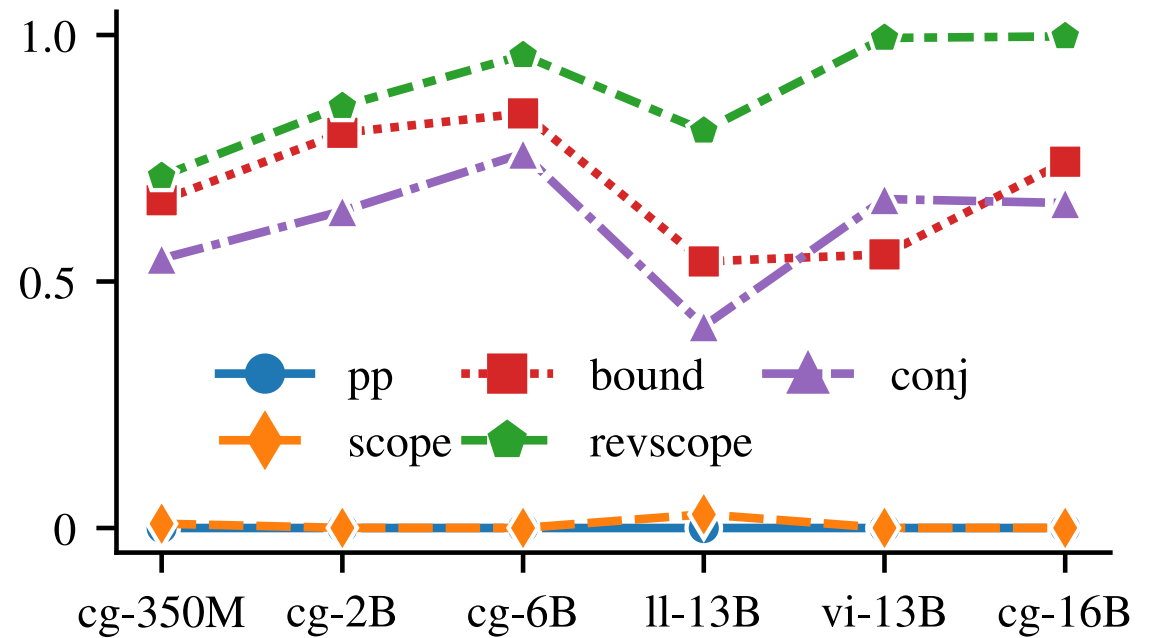 1.0
0.5
pp bound conj
scope revscope
0
cg-350M cg-2B cg-6B ll-13B vi-13B cg-16B